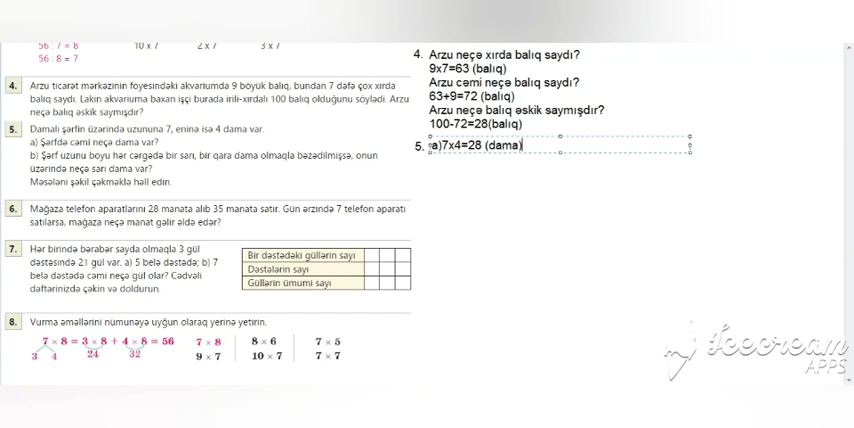 56 : 7 = 8
10 x 7
2 x 7
3 x 7
56 : 8 = 7
4. Arzu ticarət mərkəzinin foyesindəki akvariumda 9 böyük balıq, bundan 7 dəfə çox xırda
balıq saydı. Lakin akvariuma baxan işçi burada irili-xırdalı 100 balıq olduğunu söylədi. Arzu
neçə balıq əskik saymışdır?
5. Damalı şərfin üzərində uzununa 7, eninə isə 4 dama var.
a) Şərfdə cəmi neçə dama var?
b) Şərf uzunu boyu hər cərgədə bir sarı, bir qara dama olmaqla bəzədilmişsə, onun
üzərində neçə sarı dama var?
Məsələni şəkil çəkməklə həll edin.
6. Mağaza telefon aparatlarını 28 manata alıb 35 manata satır. Gün ərzində 7 telefon aparatı
satılarsa, mağaza neçə manat gəlir əldə edər?
7. Hər birində bərabər sayda olmaqla 3 gül
dəstəsində 21 gül var. a) 5 belə dəstədə; b) 7
belə dəstədə cəmi neçə gül olar? Cədvəli
dəftərinizdə çəkin və doldurun.
Bir dəstədəki güllərin sayı
Dəstələrin sayı
Güllərin ümumi sayı
8. Vurma əməllərini nümunəyə uyğun olaraq yerinə yetirin.
7 × 8 = 3 × 8 + 4 × 8 = 56
3 4 24 32
7 × 8
9 × 7
8 × 6
10 × 7
7 × 5
7 × 7
4. Arzu neçə xırda balıq saydı?
9x7=63 (balıq)
Arzu cəmi neçə balıq saydı?
63+9=72 (balıq)
Arzu neçə balıq əskik saymışdır?
100-72=28(balıq)
5. a)7x4=28 (dama)
Icecream
APPS